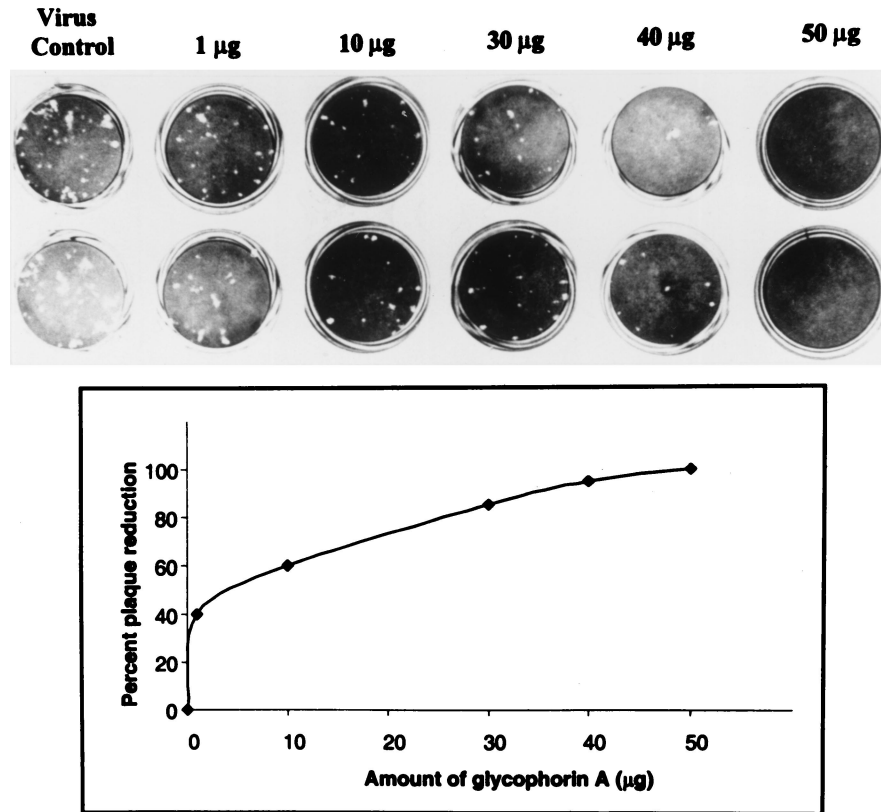 Virus
Control 1 µg 10 µg 30 µg 40 µg 50 µg
Percent plaque reduction
100
80
60
40
20
0
0 10 20 30 40 50
Amount of glycophorin A (µg)